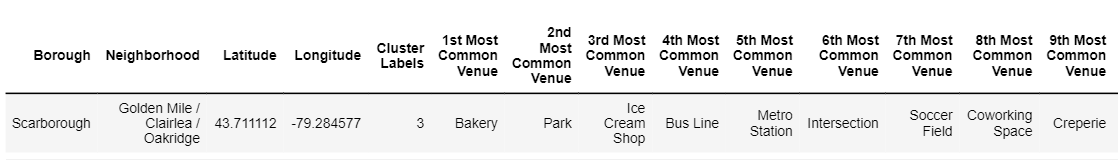 Borough Neighborhood Latitude Longitude Cluster Labels 1st Most Common Venue 2nd Most Common Venue 3rd Most Common Venue 4th Most Common Venue 5th Most Common Venue 6th Most Common Venue 7th Most Common Venue 8th Most Common Venue 9th Most Common Venue
Scarborough Golden Mile / Clairlea / Oakridge 43.711112 -79.284577 3 Bakery Park Ice Cream Shop Bus Line Metro Station Intersection Soccer Field Coworking Space Creperie